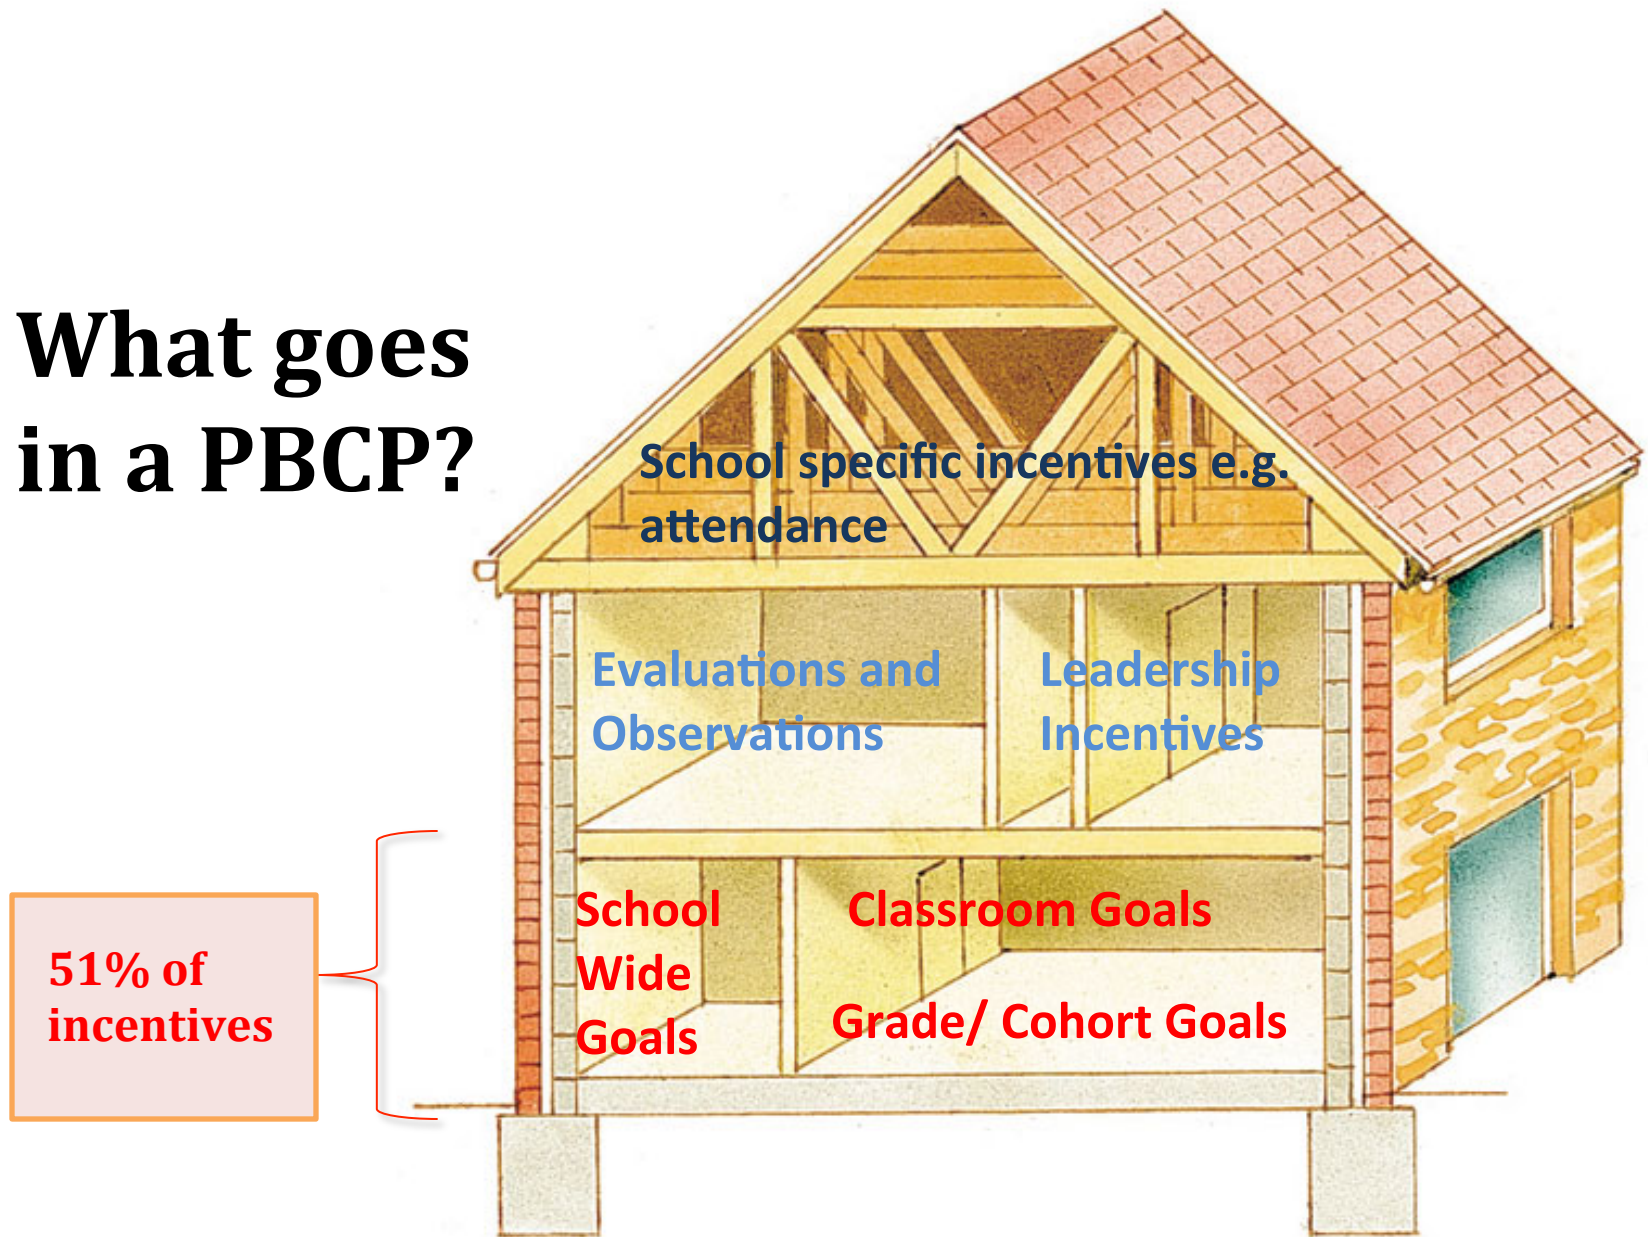 What goes
in a PBCP?
School specific incentives e.g.
attendance
Evaluations and
Observations
Leadership
Incentives
51% of
incentives
School
Wide
Goals
Classroom Goals
Grade/ Cohort Goals